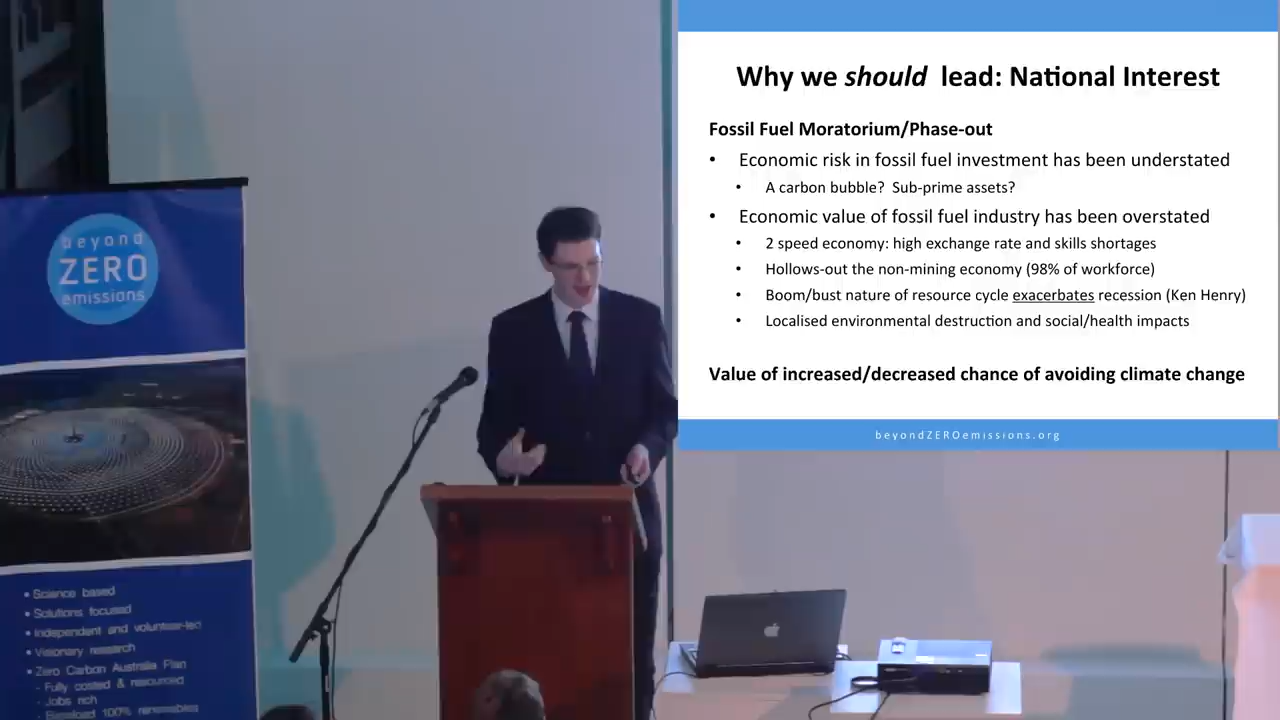 beyond
ZERO
emissions
• Science based
• Solutions focused
• Independent and volunteer-led
• Visionary research
• Zero Carbon Australia Plan
- Fully costed & resourced
- Jobs rich
- Baseload 100% renewables
Why we should lead: National Interest
Fossil Fuel Moratorium/Phase-out
• Economic risk in fossil fuel investment has been understated
• A carbon bubble? Sub-prime assets?
• Economic value of fossil fuel industry has been overstated
• 2 speed economy: high exchange rate and skills shortages
• Hollows-out the non-mining economy (98% of workforce)
• Boom/bust nature of resource cycle exacerbates recession (Ken Henry)
• Localised environmental destruction and social/health impacts
Value of increased/decreased chance of avoiding climate change
beyondZEROemissions.org